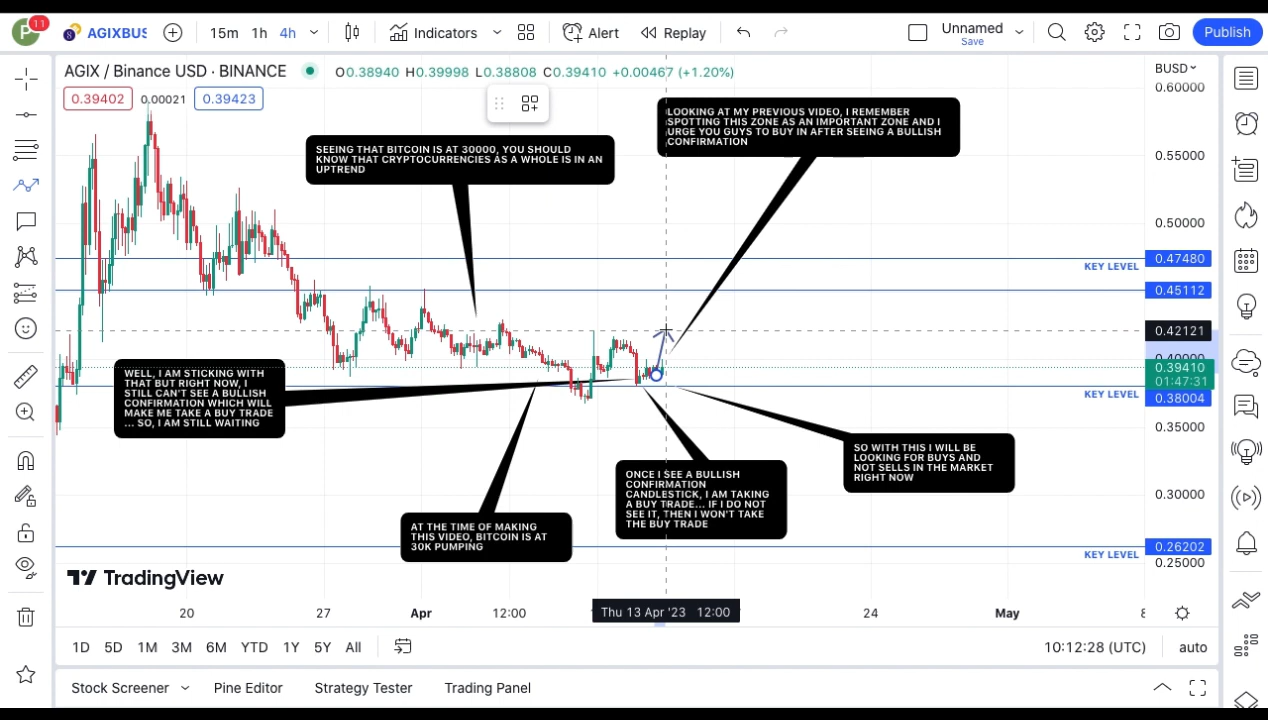 P
11
AGIXBUS
15m 1h 4h
Indicators
Alert
Replay
Unnamed
Save
Publish
AGIX / Binance USD · BINANCE
O0.38940 H0.39998 L0.38808 C0.39410 +0.00467 (+1.20%)
BUSD
0.39402
0.00021
0.39423
LOOKING AT MY PREVIOUS VIDEO, I REMEMBER
SPOTTING THIS ZONE AS AN IMPORTANT ZONE AND I
URGE YOU GUYS TO BUY IN AFTER SEEING A BULLISH
CONFIRMATION
SEEING THAT BITCOIN IS AT 30000, YOU SHOULD
KNOW THAT CRYPTOCURRENCIES AS A WHOLE IS IN AN
UPTREND
0.60000
0.55000
0.50000
0.47480
KEY LEVEL
0.45112
0.42121
0.40000
0.39410
01:47:31
KEY LEVEL
0.38004
0.35000
0.30000
0.26202
KEY LEVEL
0.25000
WELL, I AM STICKING WITH
THAT BUT RIGHT NOW, I
STILL CAN'T SEE A BULLISH
CONFIRMATION WHICH WILL
MAKE ME TAKE A BUY TRADE
... SO, I AM STILL WAITING
SO WITH THIS I WILL BE
LOOKING FOR BUYS AND
NOT SELLS IN THE MARKET
RIGHT NOW
ONCE I SEE A BULLISH
CONFIRMATION
CANDLESTICK, I AM TAKING
A BUY TRADE... IF I DO NOT
SEE IT, THEN I WON'T TAKE
THE BUY TRADE
AT THE TIME OF MAKING
THIS VIDEO, BITCOIN IS AT
30K PUMPING
TradingView
20 27 Apr 12:00 Thu 13 Apr '23 12:00 24 May 8
1D 5D 1M 3M 6M YTD 1Y 5Y All
10:12:28 (UTC) auto
Stock Screener Pine Editor Strategy Tester Trading Panel